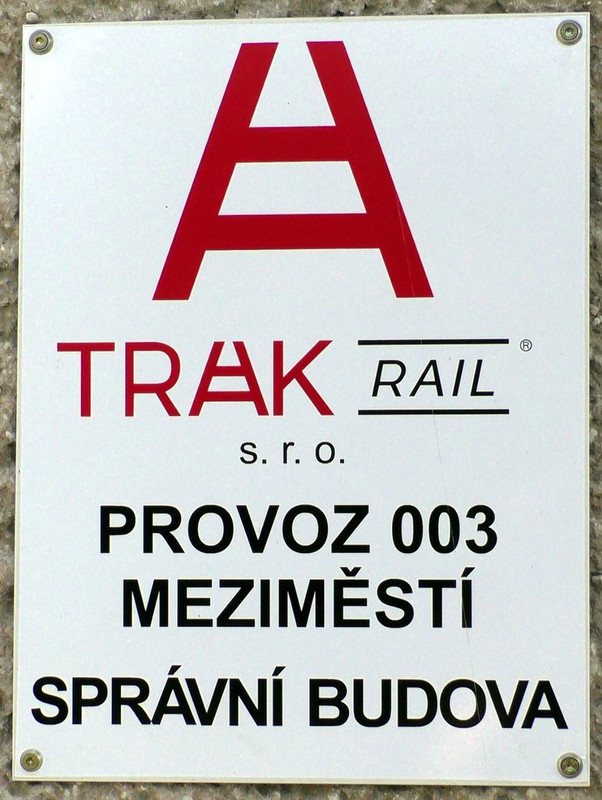 TRAK RAIL ®
s. r. o.
PROVOZ 003
MEZIMĚSTÍ
SPRÁVNÍ BUDOVA